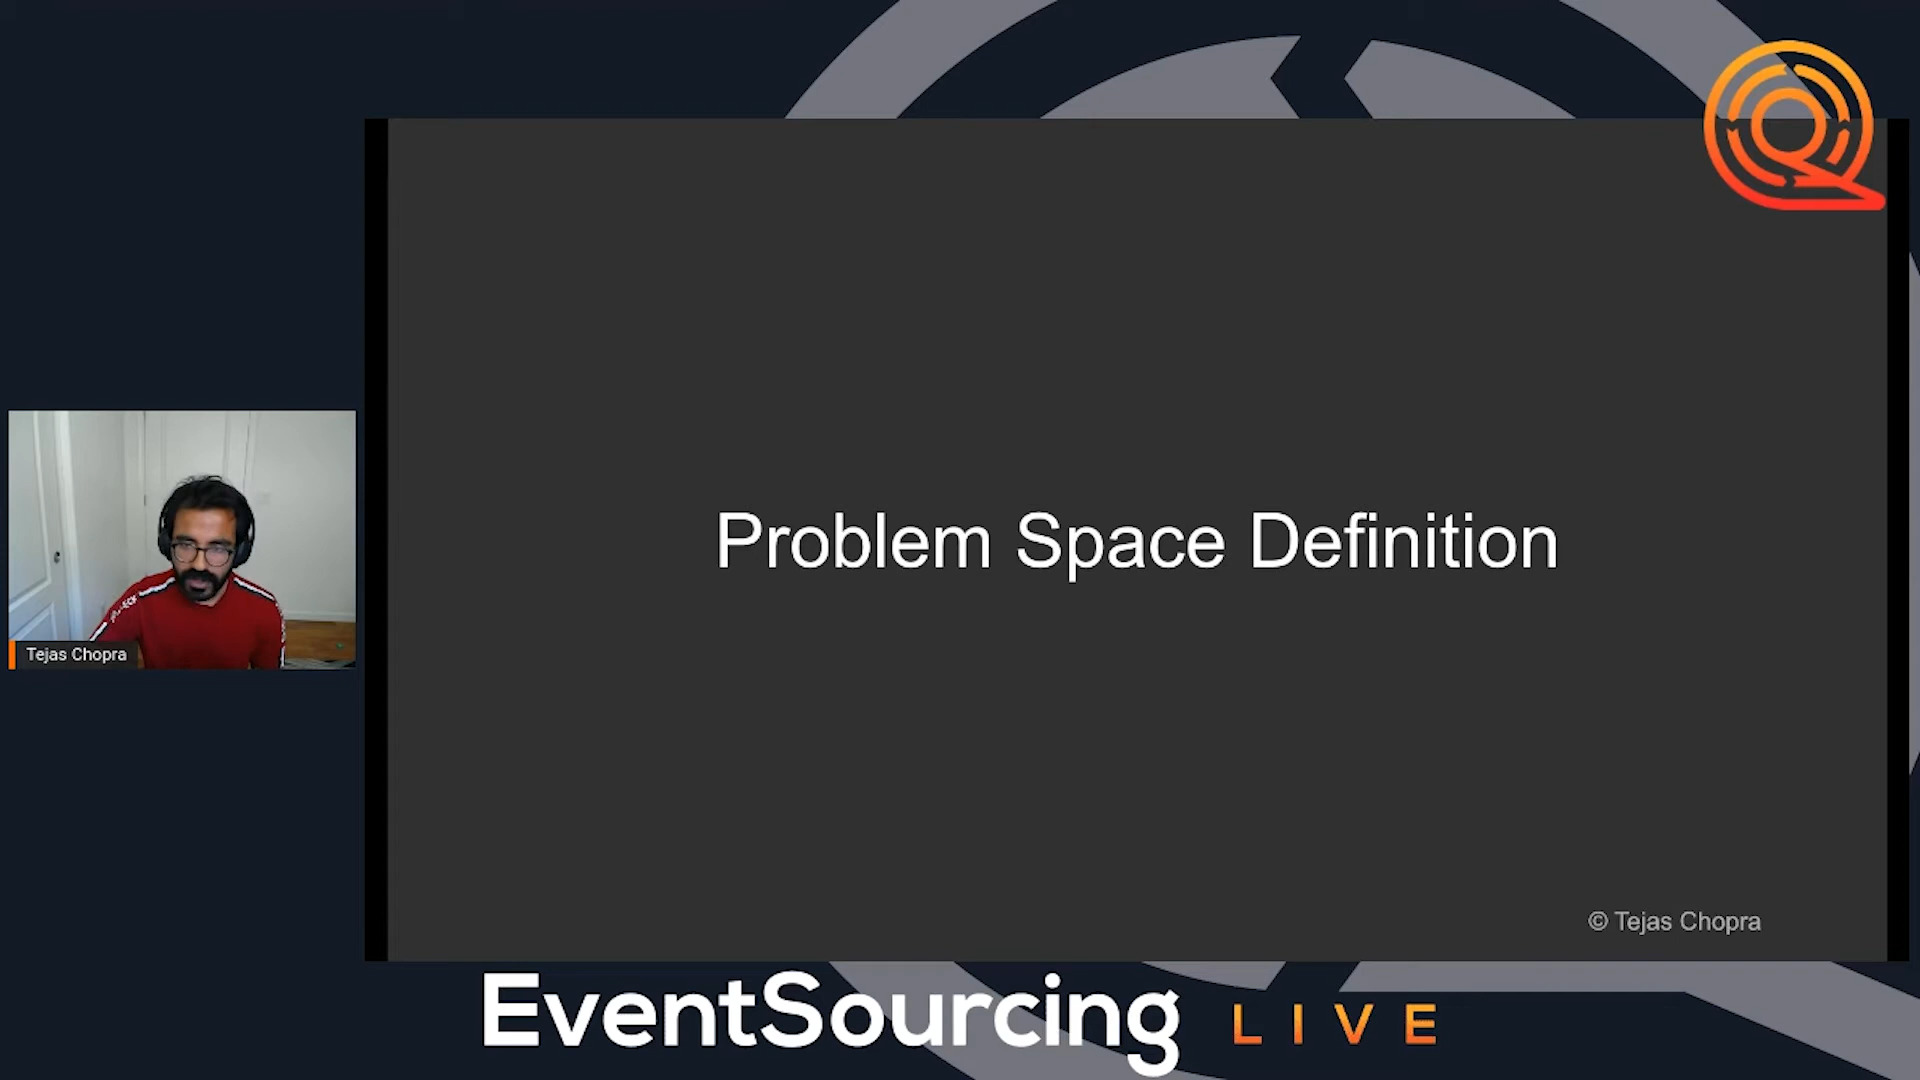 Problem Space Definition
Tejas Chopra
© Tejas Chopra
EventSourcing LIVE